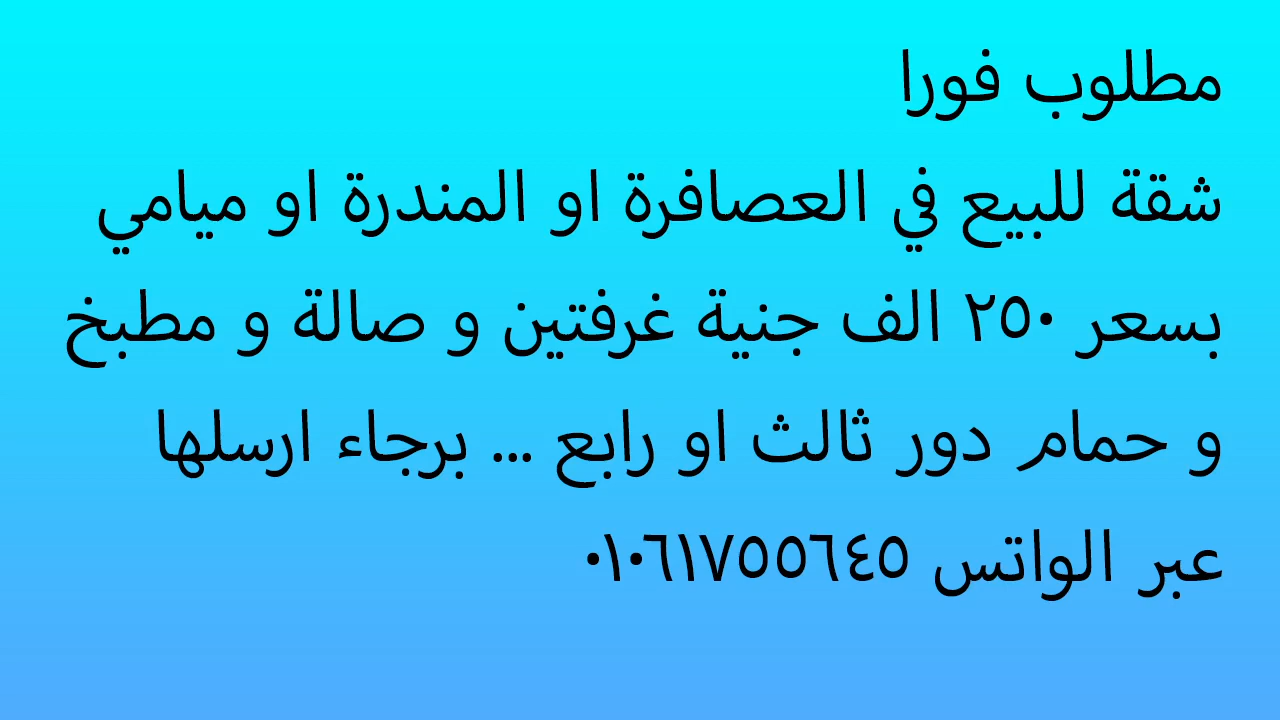 مطلوب فورا
شقة للبيع في العصافرة او المندرة او ميامي
بسعر ٢٥٠ الف جنية غرفتين و صالة و مطبخ
و حمام دور ثالث او رابع ... برجاء ارسلها
عبر الواتس ٠١٠٦١٧٥٥٦٤٥